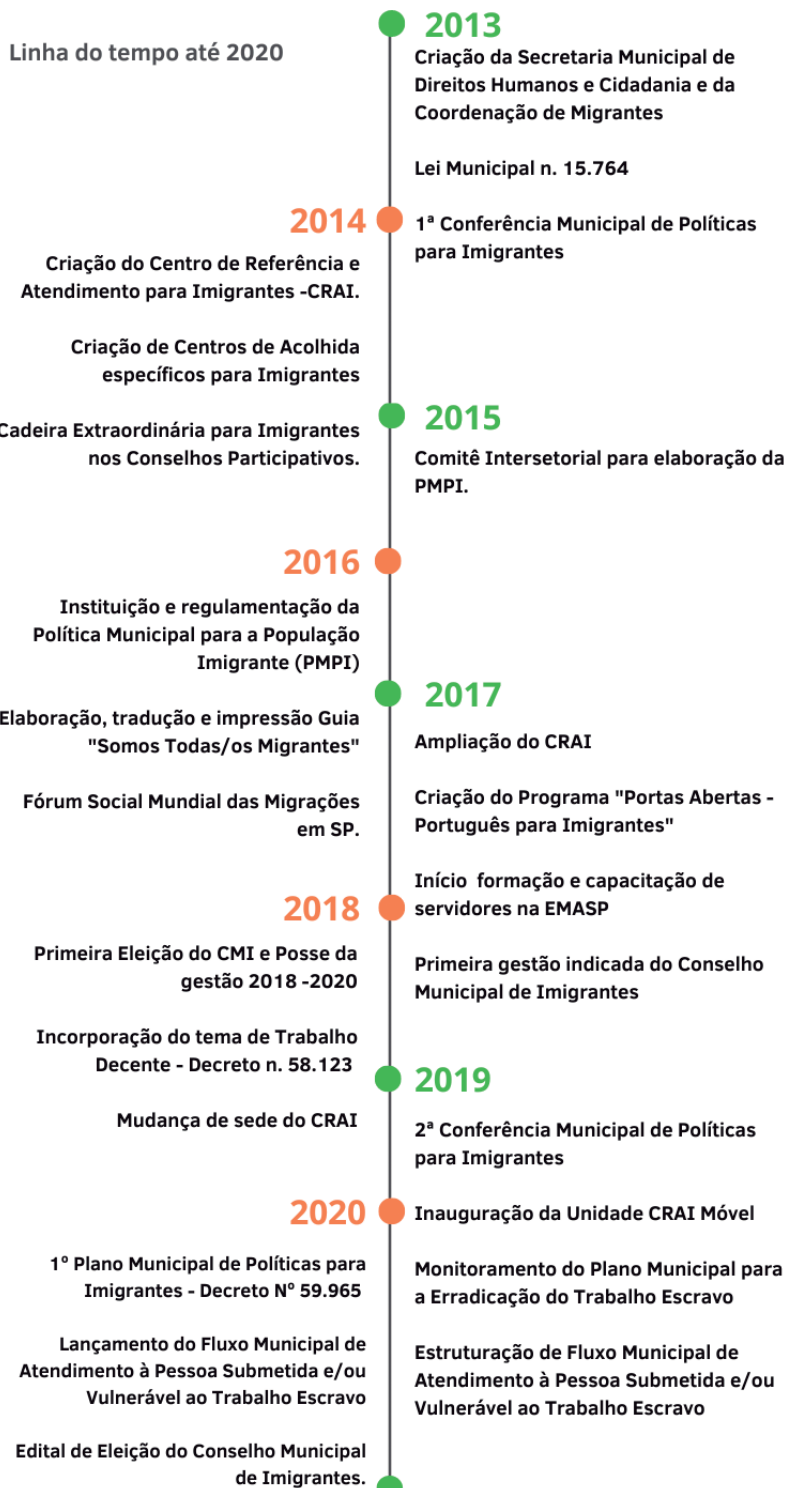 Linha do tempo até 2020
2013
Criação da Secretaria Municipal de
Direitos Humanos e Cidadania e da
Coordenação de Migrantes
Lei Municipal n. 15.764
1ª Conferência Municipal de Políticas
para Imigrantes
2014
Criação do Centro de Referência e
Atendimento para Imigrantes -CRAI.
Criação de Centros de Acolhida
específicos para Imigrantes
Cadeira Extraordinária para Imigrantes
nos Conselhos Participativos.
2015
Comitê Intersetorial para elaboração da
PMPI.
2016
Instituição e regulamentação da
Política Municipal para a População
Imigrante (PMPI)
Elaboração, tradução e impressão Guia
"Somos Todas/os Migrantes"
Fórum Social Mundial das Migrações
em SP.
2017
Ampliação do CRAI
Criação do Programa "Portas Abertas -
Português para Imigrantes"
Início  formação e capacitação de
servidores na EMASP
Primeira gestão indicada do Conselho
Municipal de Imigrantes
2018
Primeira Eleição do CMI e Posse da
gestão 2018 -2020
Incorporação do tema de Trabalho
Decente - Decreto n. 58.123
Mudança de sede do CRAI
2019
2ª Conferência Municipal de Políticas
para Imigrantes
Inauguração da Unidade CRAI Móvel
Monitoramento do Plano Municipal para
a Erradicação do Trabalho Escravo
Estruturação de Fluxo Municipal de
Atendimento à Pessoa Submetida e/ou
Vulnerável ao Trabalho Escravo
2020
1º Plano Municipal de Políticas para
Imigrantes - Decreto Nº 59.965
Lançamento do Fluxo Municipal de
Atendimento à Pessoa Submetida e/ou
Vulnerável ao Trabalho Escravo
Edital de Eleição do Conselho Municipal
de Imigrantes.